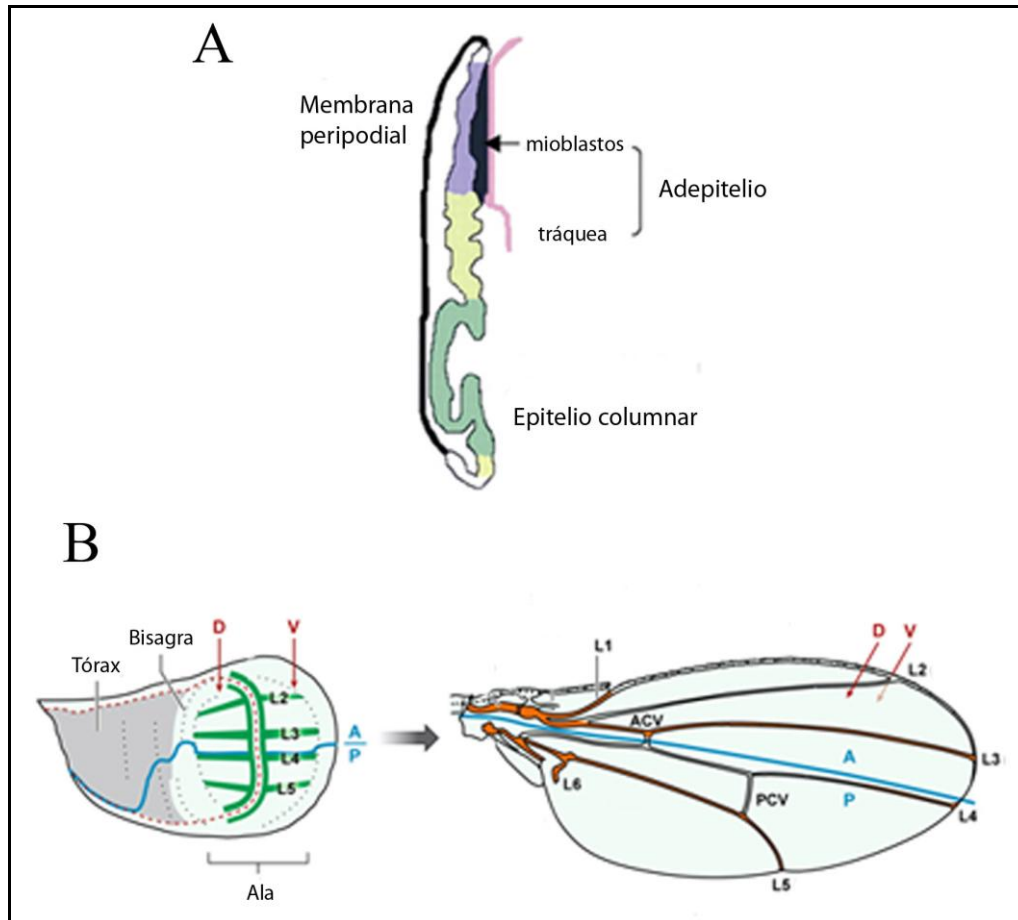 A
Membrana
peripodial
mioblastos
Adepitelio
tráquea
Epitelio columnar
B
Bisagra
D
V
Tórax
L2
L3
L4
L5
A
P
Ala
L1
D
V
L2
ACV
L3
A
L6
PCV
P
L4
L5